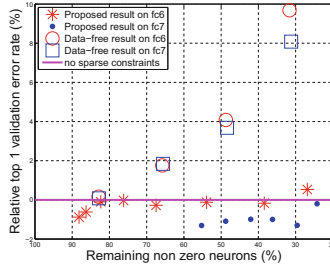 10
Proposed result on fc6
Proposed result on fc7
Data-free result on fc6
Data-free result on fc7
no sparse constraints
8
6
4
2
0
-2
100 90 80 70 60 50 40 30
Relative top 1 validation error rate (%)
Remaining non zero neurons (%)